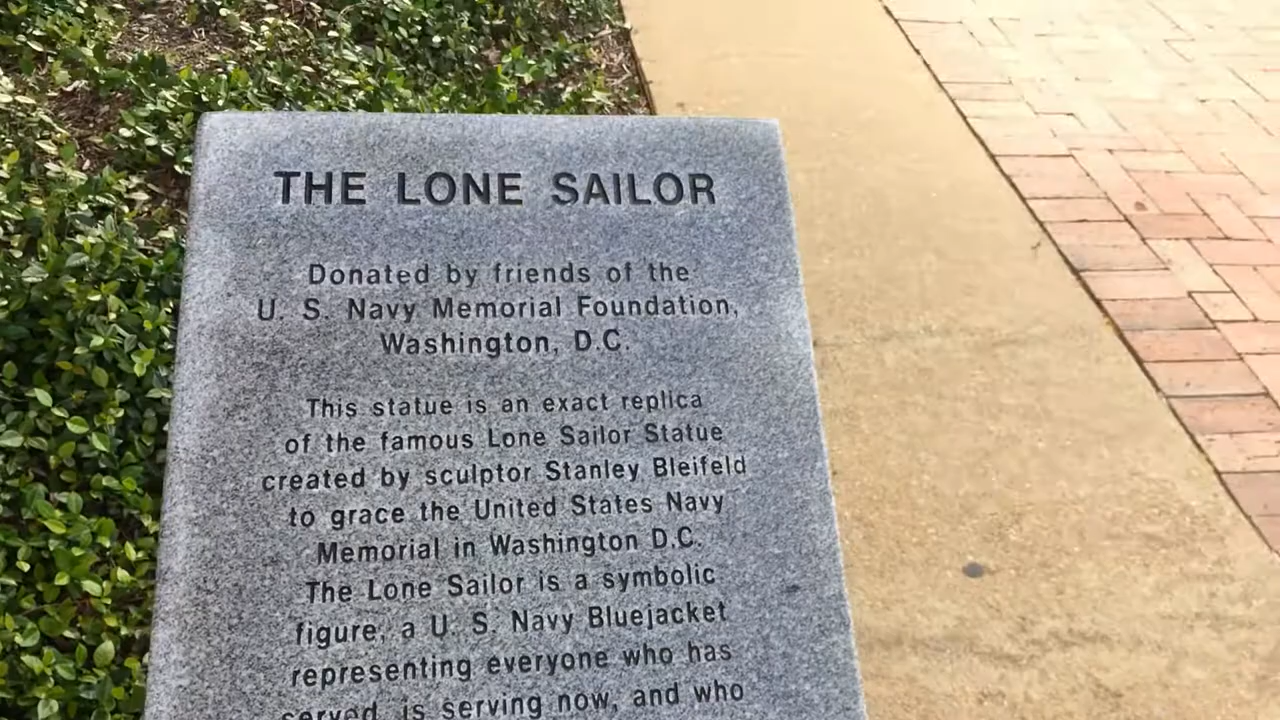 THE LONE SAILOR
Donated by friends of the
U. S. Navy Memorial Foundation,
Washington, D.C.
This statue is an exact replica
of the famous Lone Sailor Statue
created by sculptor Stanley Bleifeld
to grace the United States Navy
Memorial in Washington D.C.
The Lone Sailor is a symbolic
figure, a U. S. Navy Bluejacket
representing everyone who has
served, is serving now, and who